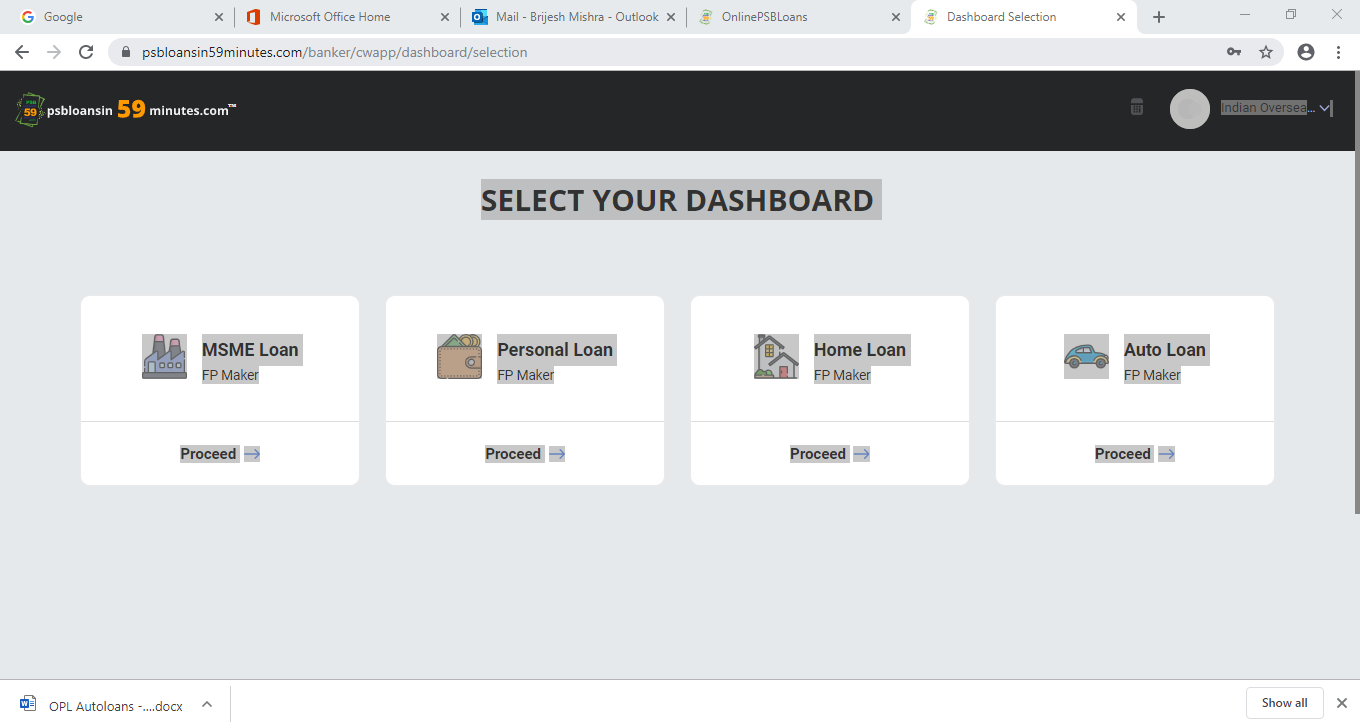 Google
Microsoft Office Home
Mail - Brijesh Mishra - Outlook
OnlinePSBLoans
Dashboard Selection
psbloansin59minutes.com/banker/cwapp/dashboard/selection
PSB
59
psbloansin 59 minutes.com™
Indian Oversea...
SELECT YOUR DASHBOARD
MSME Loan
FP Maker
Proceed →
Personal Loan
FP Maker
Proceed →
Home Loan
FP Maker
Proceed →
Auto Loan
FP Maker
Proceed →
OPL Autoloans -....docx
Show all